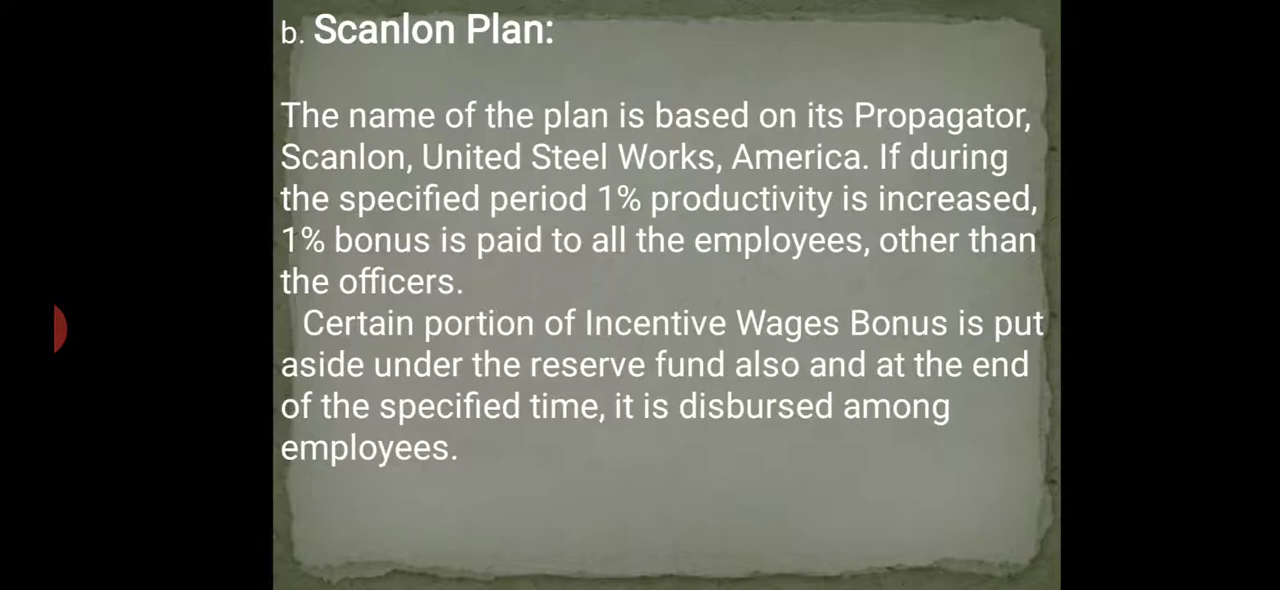 b. Scanlon Plan:
The name of the plan is based on its Propagator,
Scanlon, United Steel Works, America. If during
the specified period 1% productivity is increased,
1% bonus is paid to all the employees, other than
the officers.
Certain portion of Incentive Wages Bonus is put
aside under the reserve fund also and at the end
of the specified time, it is disbursed among
employees.